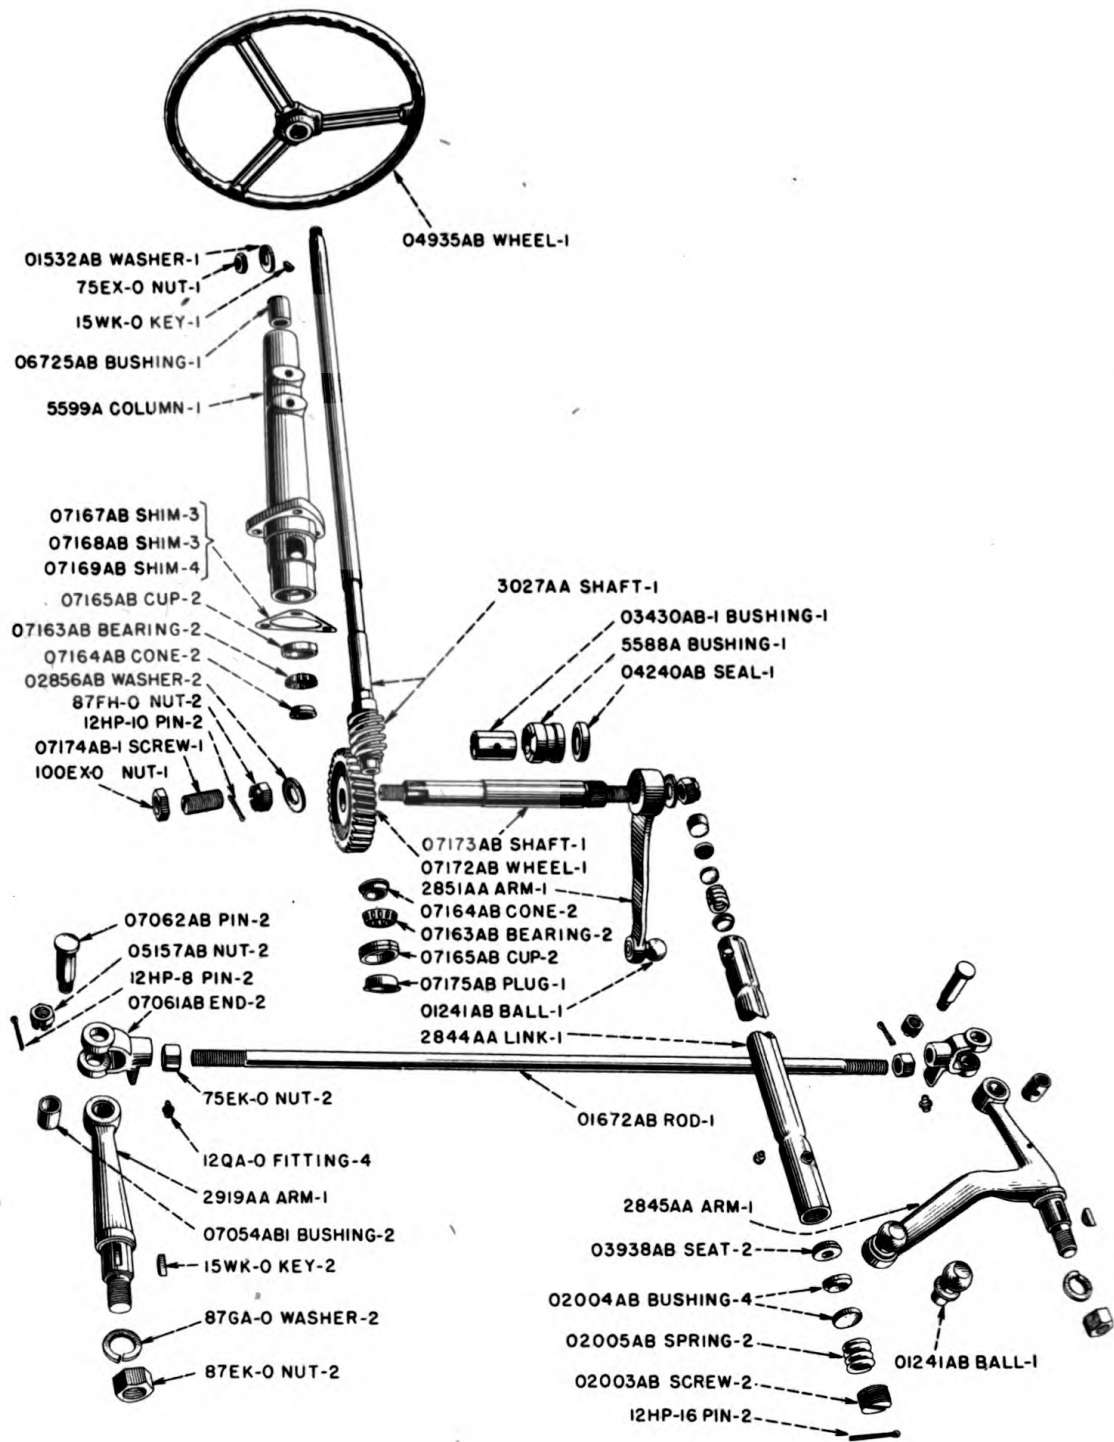 04935AB WHEEL-1
01532AB WASHER-1
75EX-O NUT-1
15WK-O KEY-1
06725AB BUSHING-1
5599A COLUMN-1
07167AB SHIM-3
07168AB SHIM-3
07169AB SHIM-4
07165AB CUP-2
07163AB BEARING-2
07164AB CONE-2
02856AB WASHER-2
87FH-O NUT-2
12HP-10 PIN-2
07174AB-1 SCREW-1
100EX-O NUT-1
3027AA SHAFT-1
03430AB-1 BUSHING-1
5588A BUSHING-1
04240AB SEAL-1
07173AB SHAFT-1
07172AB WHEEL-1
2851AA ARM-1
07164AB CONE-2
07163AB BEARING-2
07165AB CUP-2
07175AB PLUG-1
01241AB BALL-1
2844AA LINK-1
07062AB PIN-2
05157AB NUT-2
12HP-8 PIN-2
07061AB END-2
75EK-O NUT-2
01672AB ROD-1
12QA-O FITTING-4
2919AA ARM-1
07054AB1 BUSHING-2
15WK-O KEY-2
87GA-O WASHER-2
87EK-O NUT-2
2845AA ARM-1
03938AB SEAT-2
02004AB BUSHING-4
02005AB SPRING-2
02003AB SCREW-2
12HP-16 PIN-2
01241AB BALL-1